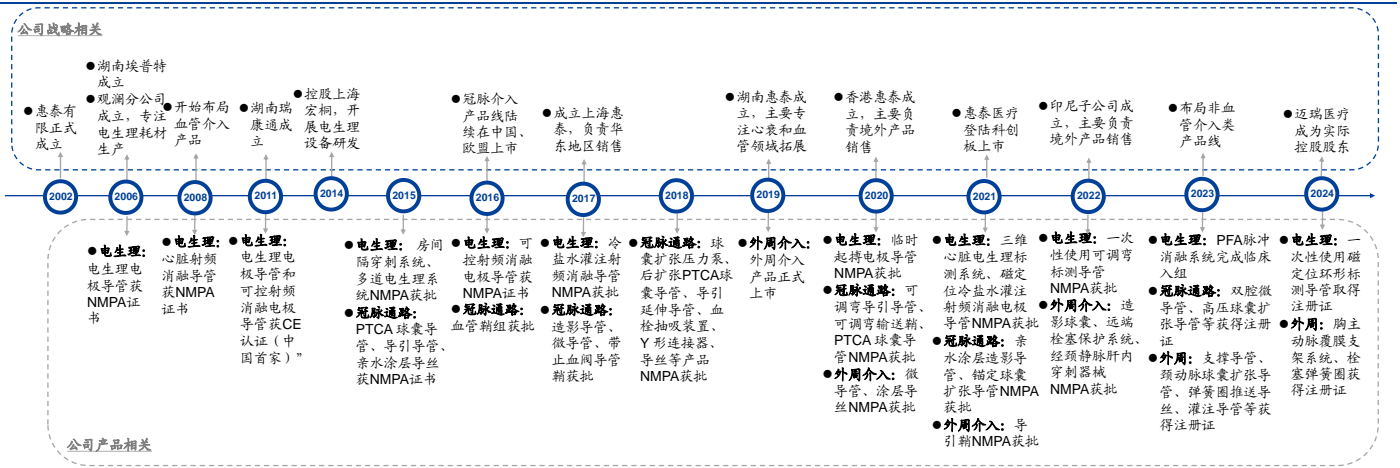 公司战略相关
●惠泰有
限正式
成立
●湖南埃普特
成立
●观澜分公司
成立,专注
电生理耗材
生产
●开始布局
血管介入
产品
●湖南瑞
康通成
立
●控股上海
宏桐,开
展电生理
设备研发
●冠脉介入
产品线陆
续在中国、
欧盟上市
●成立上海惠
泰,负责华
东地区销售
●湖南惠泰成
立,主要专
注心衰和血
管领域拓展
●香港惠泰成
立,主要负
责境外产品
销售
●惠泰医疗
登陆科创
板上市
●印尼子公司成
立,主要负责
境外产品销售
●布局非血
管介入类
产品线
●迈瑞医疗
成为实际
控股股东
2002
2006
2008
2011
2014
2015
2016
2017
2018
2019
2020
2021
2022
2023
2024
●电生理:
电生理电
极导管获
NMPA证
书
●电生理:
心脏射频
消融导管
获NMPA
证书
●电生理:
电生理电
极导管和
可控射频
消融电极
导管获CE
认证(中
国首家)”
●电生理:房间
隔穿刺系统、
多道电生理系
统NMPA获批
●冠脉通路:
PTCA 球囊导
管、导引导管、
亲水涂层导丝
获NMPA证书
●电生理:可
控射频消融
电极导管获
NMPA证书
●冠脉通路:
血管鞘组获批
●电生理:冷
盐水灌注射
频消融导管
NMPA获批
●冠脉通路:
造影导管、
微导管、带
止血阀导管
鞘获批
●冠脉通路:球
囊扩张压力泵、
后扩张PTCA球
囊导管、导引
延伸导管、血
栓抽吸装置、
Y 形连接器、
导丝等产品
NMPA获批
●外周介入:
外周介入
产品正式
上市
●电生理:临时
起搏电极导管
NMPA获批
●冠脉通路:可
调弯导引导管、
可调弯输送鞘、
PTCA 球囊导
管NMPA获批
●外周介入:微
导管、涂层导
丝NMPA获批
●电生理:三维
心脏电生理标
测系统、磁定
位冷盐水灌注
射频消融电极
导管NMPA获批
●冠脉通路:亲
水涂层造影导
管、锚定球囊
扩张导管NMPA
获批
●外周介入:导
引鞘NMPA获批
●电生理:一次
性使用可调弯
标测导管
NMPA获批
●外周介入:造
影球囊、远端
栓塞保护系统、
经颈静脉肝内
穿刺器械
NMPA获批
●电生理:PFA脉冲
消融系统完成临床
入组
●冠脉通路:双腔微
导管、高压球囊扩
张导管等获得注册
证
●外周:支撑导管、
颈动脉球囊扩张导
管、弹簧圈推送导
丝、灌注导管等获
得注册证
●电生理:一
次性使用磁
定位环形标
测导管取得
注册证
●外周:胸主
动脉覆膜支
架系统、栓
塞弹簧圈获
得注册证
公司产品相关